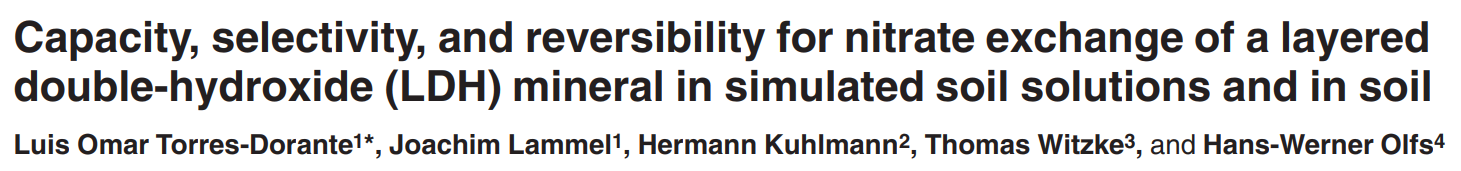 Capacity, selectivity, and reversibility for nitrate exchange of a layered
double-hydroxide (LDH) mineral in simulated soil solutions and in soil
Luis Omar Torres-Dorante1*, Joachim Lammel1, Hermann Kuhlmann2, Thomas Witzke3, and Hans-Werner Olfs4